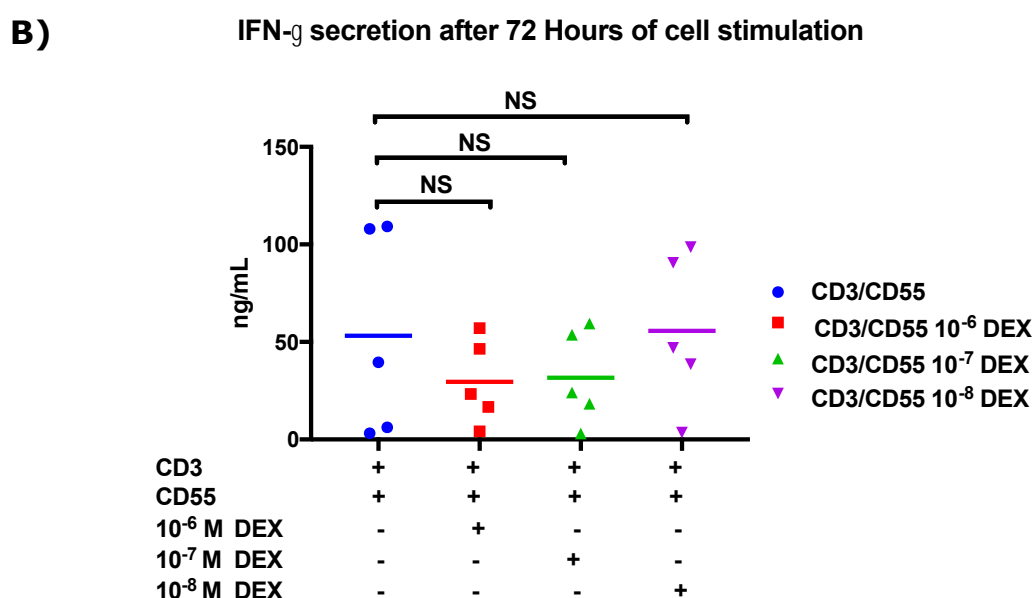 B)
IFN-g secretion after 72 Hours of cell stimulation
NS
NS
NS
150
100
50
0
ng/mL
CD3/CD55
CD3/CD55 10-6 DEX
CD3/CD55 10-7 DEX
CD3/CD55 10-8 DEX
CD3 + + + +
CD55 + + + +
10-6 M DEX - + - -
10-7 M DEX - - + -
10-8 M DEX - - - +